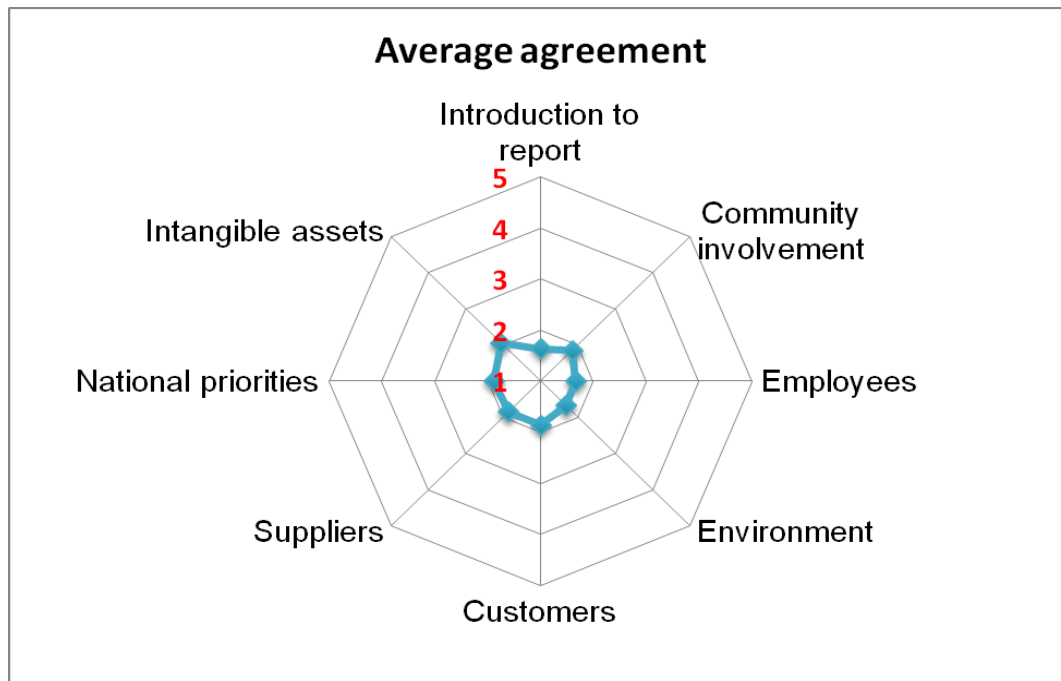 Average agreement
Introduction to
report
5
Community
involvement
Intangible assets
4
3
2
National priorities
1
Employees
Suppliers
Environment
Customers